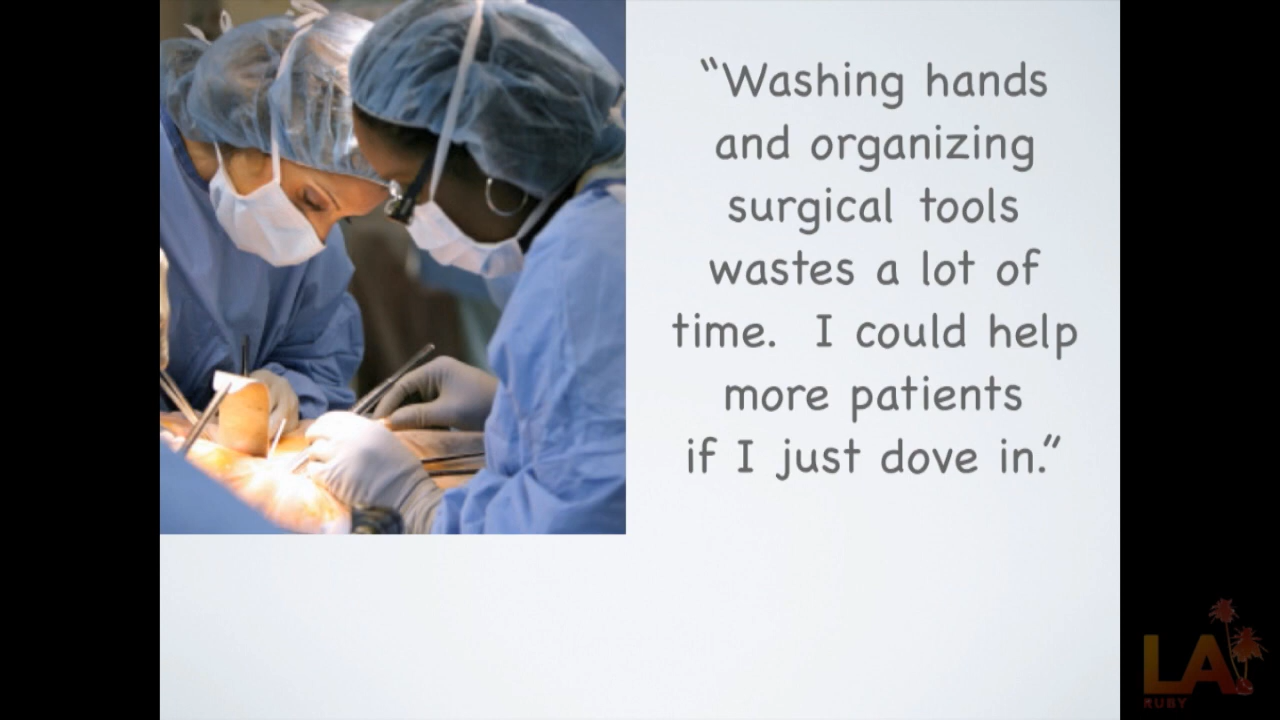 “Washing hands
and organizing
surgical tools
wastes a lot of
time.  I could help
more patients
if I just dove in.”
LA
RUBY